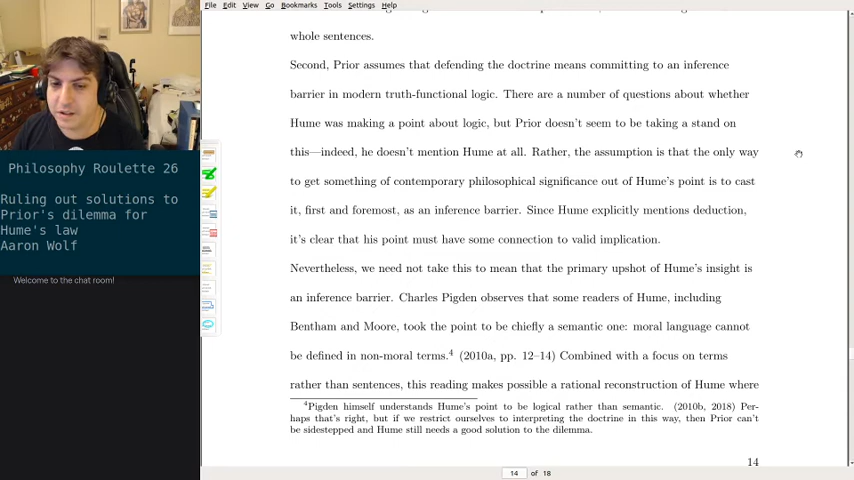 File Edit View Go Bookmarks Tools Settings Help
whole sentences.
Second, Prior assumes that defending the doctrine means committing to an inference
barrier in modern truth-functional logic. There are a number of questions about whether
Hume was making a point about logic, but Prior doesn't seem to be taking a stand on
this—indeed, he doesn't mention Hume at all. Rather, the assumption is that the only way
to get something of contemporary philosophical significance out of Hume's point is to cast
it, first and foremost, as an inference barrier. Since Hume explicitly mentions deduction,
it's clear that his point must have some connection to valid implication.
Nevertheless, we need not take this to mean that the primary upshot of Hume's insight is
an inference barrier. Charles Pigden observes that some readers of Hume, including
Bentham and Moore, took the point to be chiefly a semantic one: moral language cannot
be defined in non-moral terms.4 (2010a, pp. 12–14) Combined with a focus on terms
rather than sentences, this reading makes possible a rational reconstruction of Hume where
4Pigden himself understands Hume's point to be logical rather than semantic. (2010b, 2018) Per-
haps that's right, but if we restrict ourselves to interpreting the doctrine in this way, then Prior can't
be sidestepped and Hume still needs a good solution to the dilemma.
14
14 of 18
Philosophy Roulette 26
Ruling out solutions to
Prior's dilemma for
Hume's law
Aaron Wolf
Welcome to the chat room!